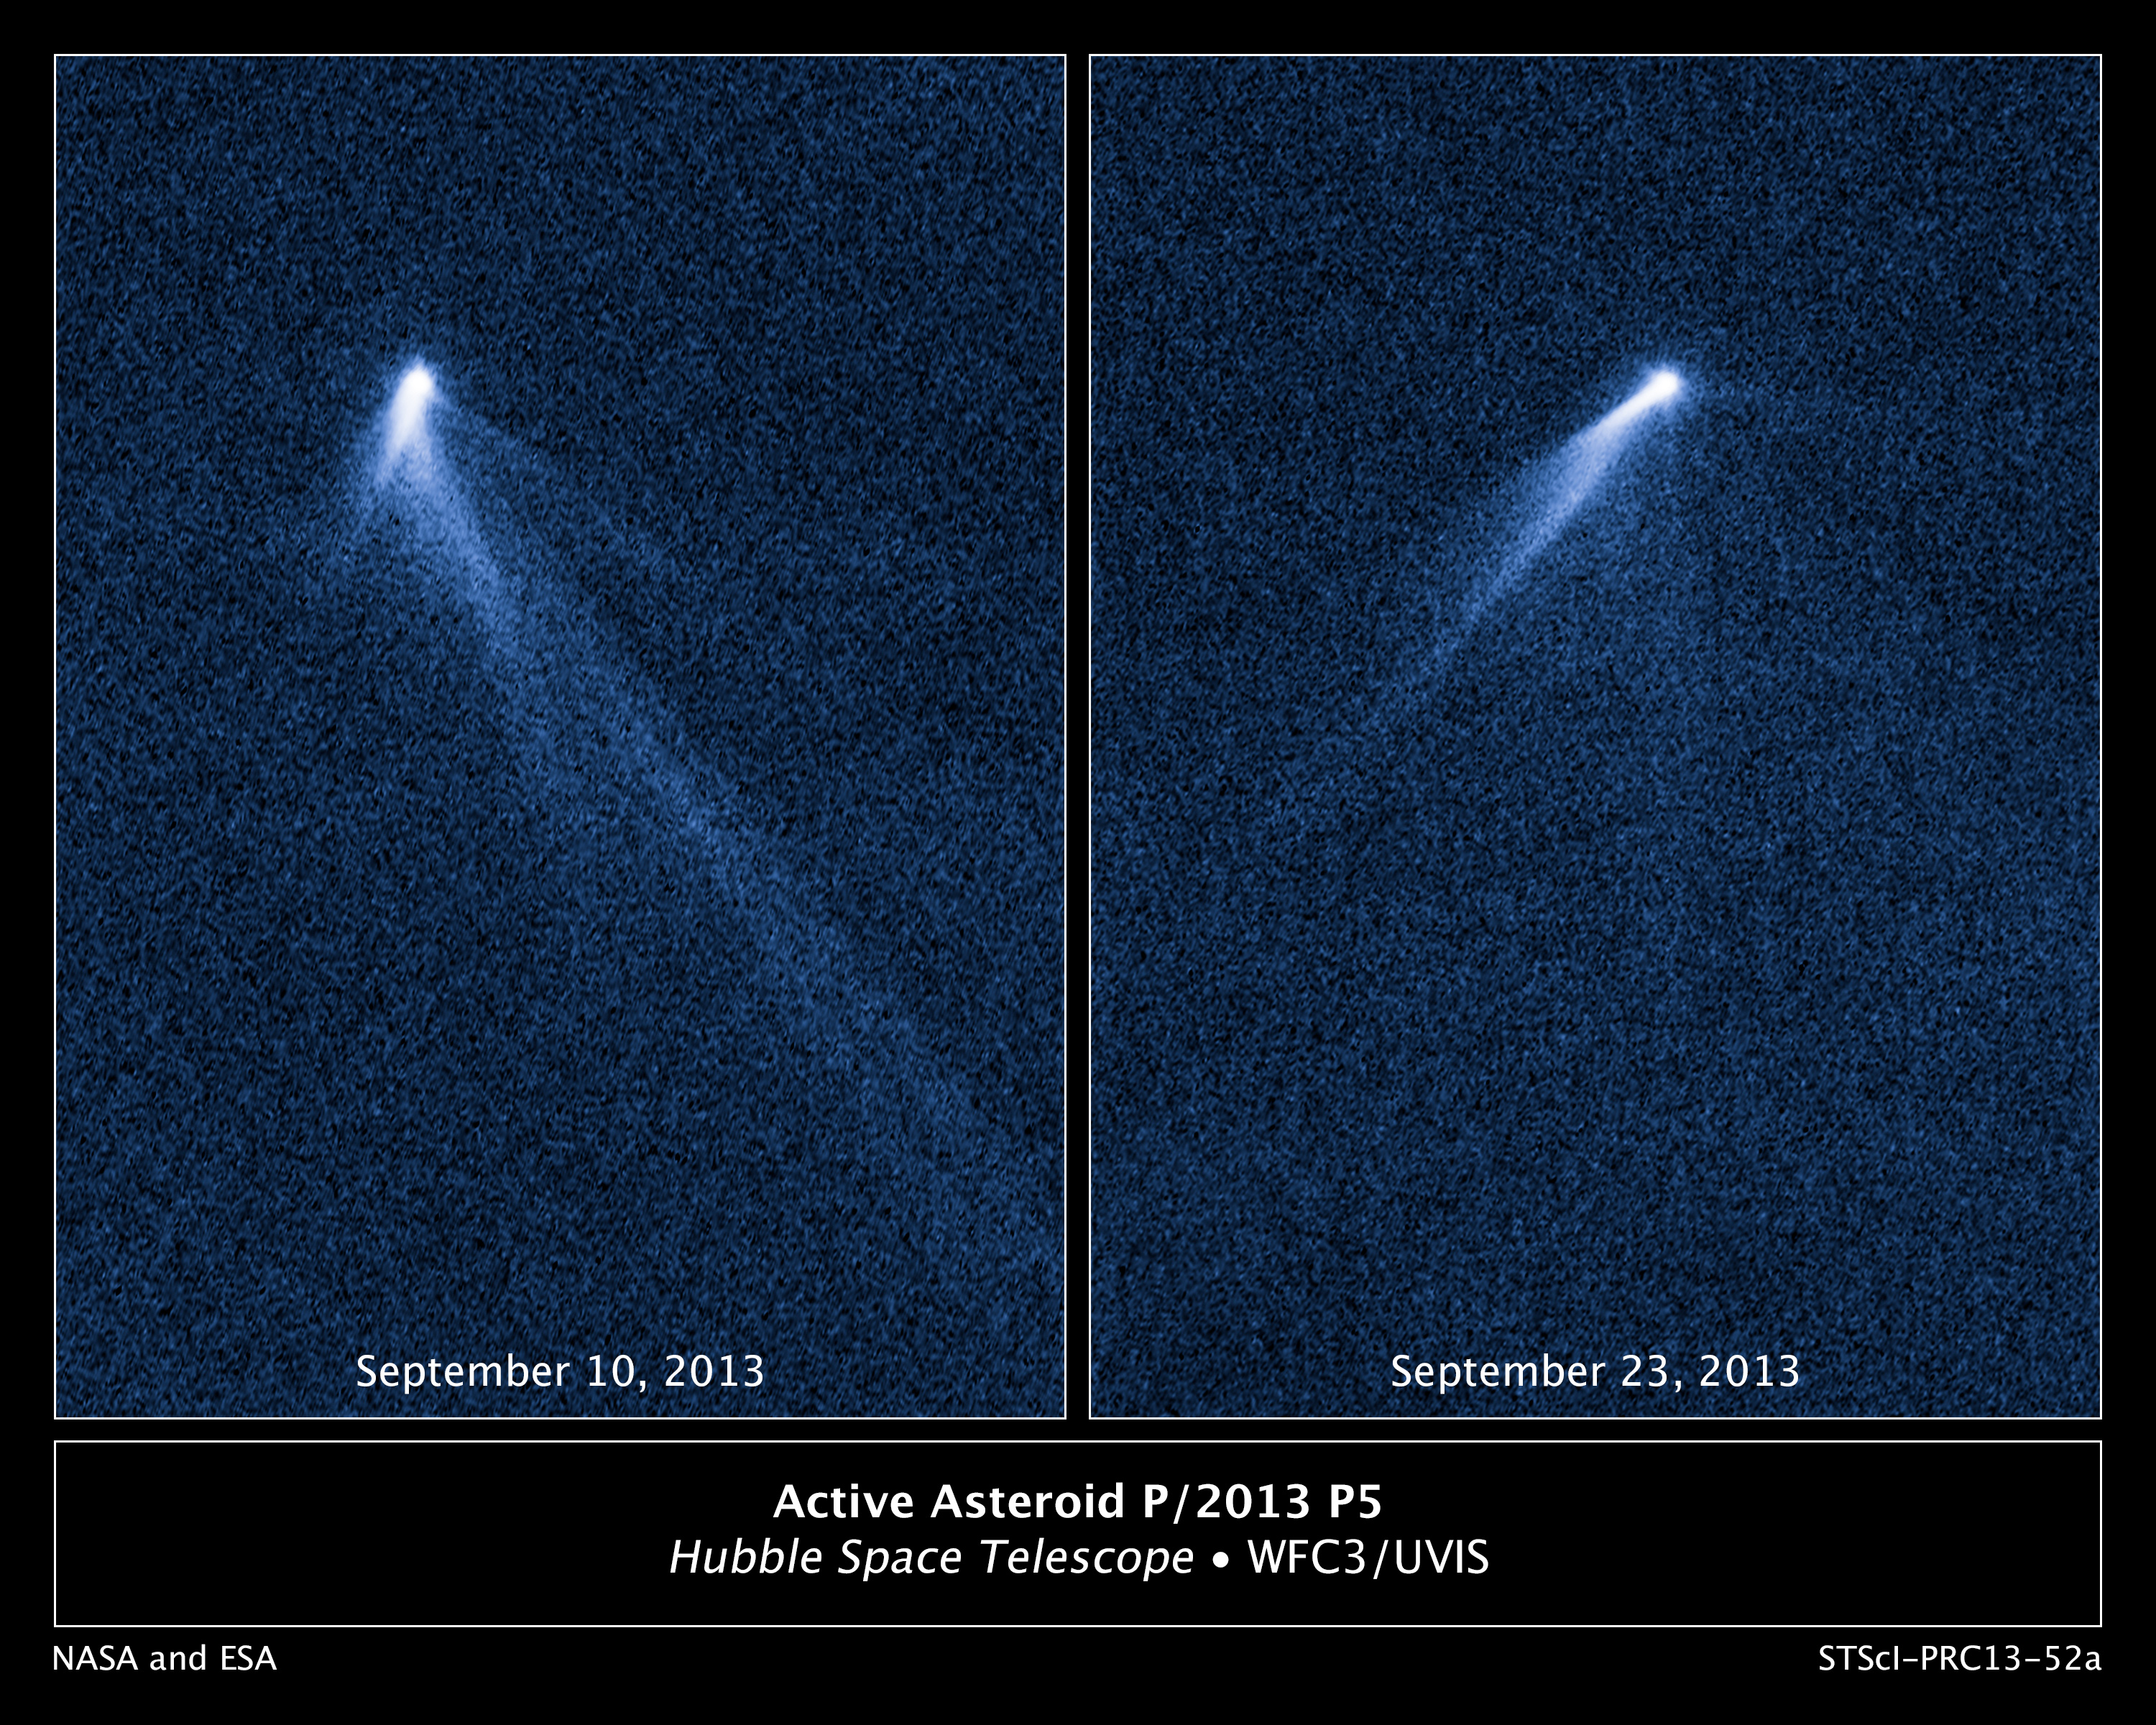 September 10, 2013
September 23, 2013
Active Asteroid P/2013 P5
Hubble Space Telescope • WFC3/UVIS
NASA and ESA
STScI-PRC13-52a